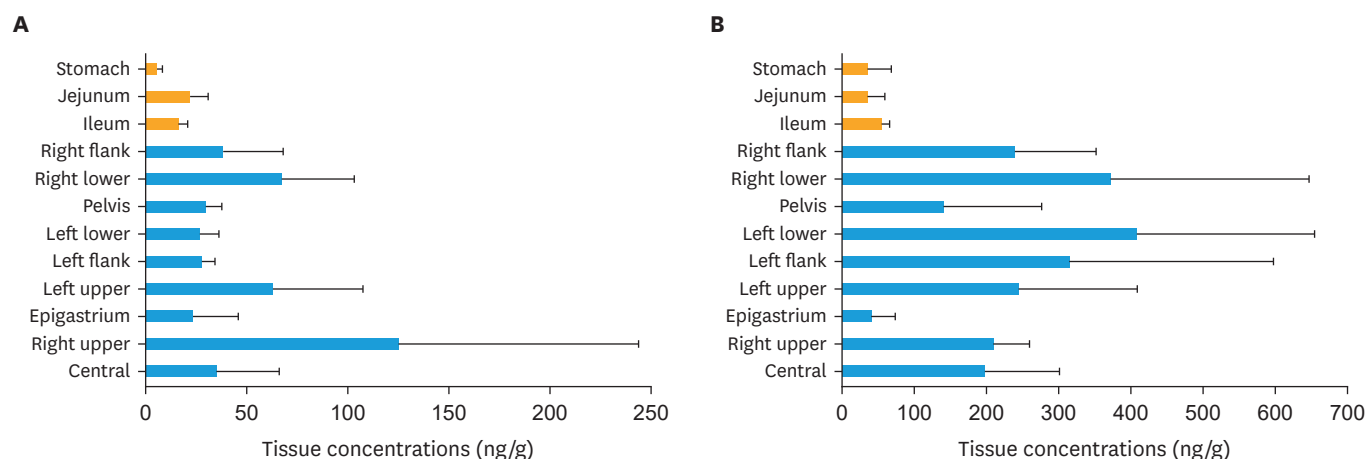 A
Stomach
Jejunum
Ileum
Right flank
Right lower
Pelvis
Left lower
Left flank
Left upper
Epigastrium
Right upper
Central
0 50 100 150 200 250
Tissue concentrations (ng/g)
B
Stomach
Jejunum
Ileum
Right flank
Right lower
Pelvis
Left lower
Left flank
Left upper
Epigastrium
Right upper
Central
0 100 200 300 400 500 600 700
Tissue concentrations (ng/g)